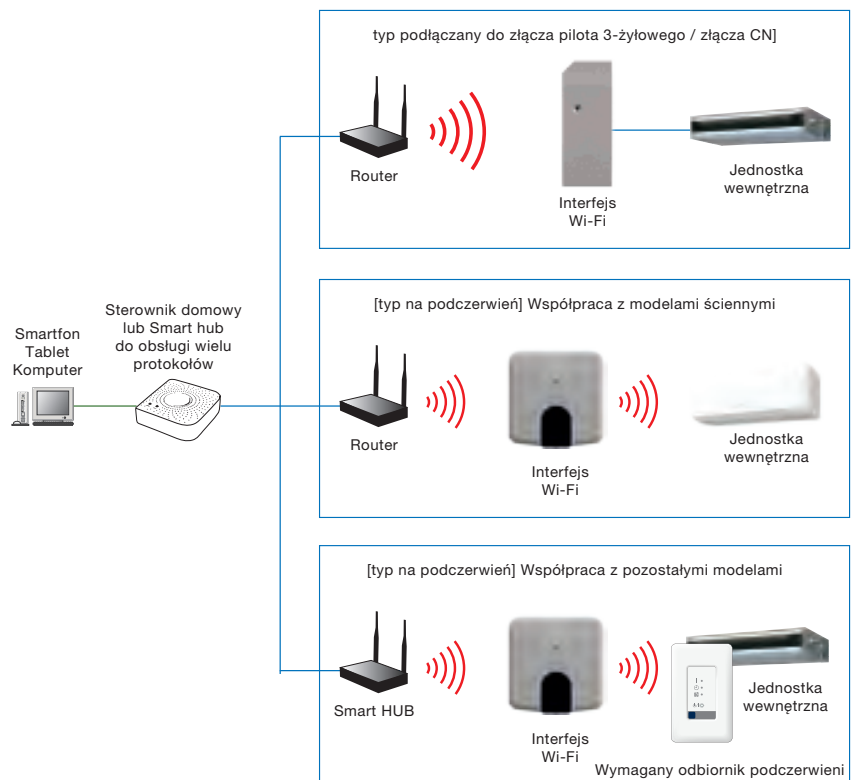 typ podłączany do złącza pilota 3-żyłowego / złącza CN]
Router
Interfejs
Wi-Fi
Jednostka
wewnętrzna
Smartfon
Tablet
Komputer
Sterownik domowy
lub Smart hub
do obsługi wielu
protokołów
[typ na podczerwień] Współpraca z modelami ściennymi
Router
Interfejs
Wi-Fi
Jednostka
wewnętrzna
[typ na podczerwień] Współpraca z pozostałymi modelami
Smart HUB
Interfejs
Wi-Fi
Jednostka
wewnętrzna
Wymagany odbiornik podczerwieni